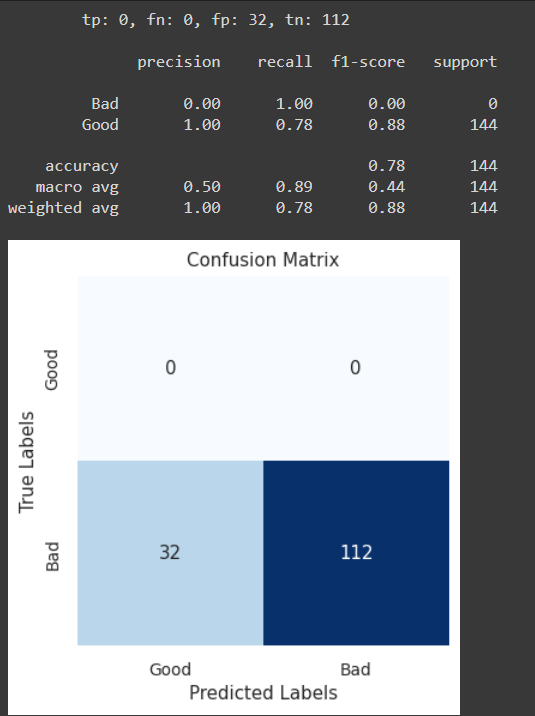 tp: 0, fn: 0, fp: 32, tn: 112
precision recall f1-score support
Bad 0.00 1.00 0.00 0
Good 1.00 0.78 0.88 144
accuracy 0.78 144
macro avg 0.50 0.89 0.44 144
weighted avg 1.00 0.78 0.88 144
Confusion Matrix
True Labels
Good
0 0
Bad
32 112
Good Bad
Predicted Labels